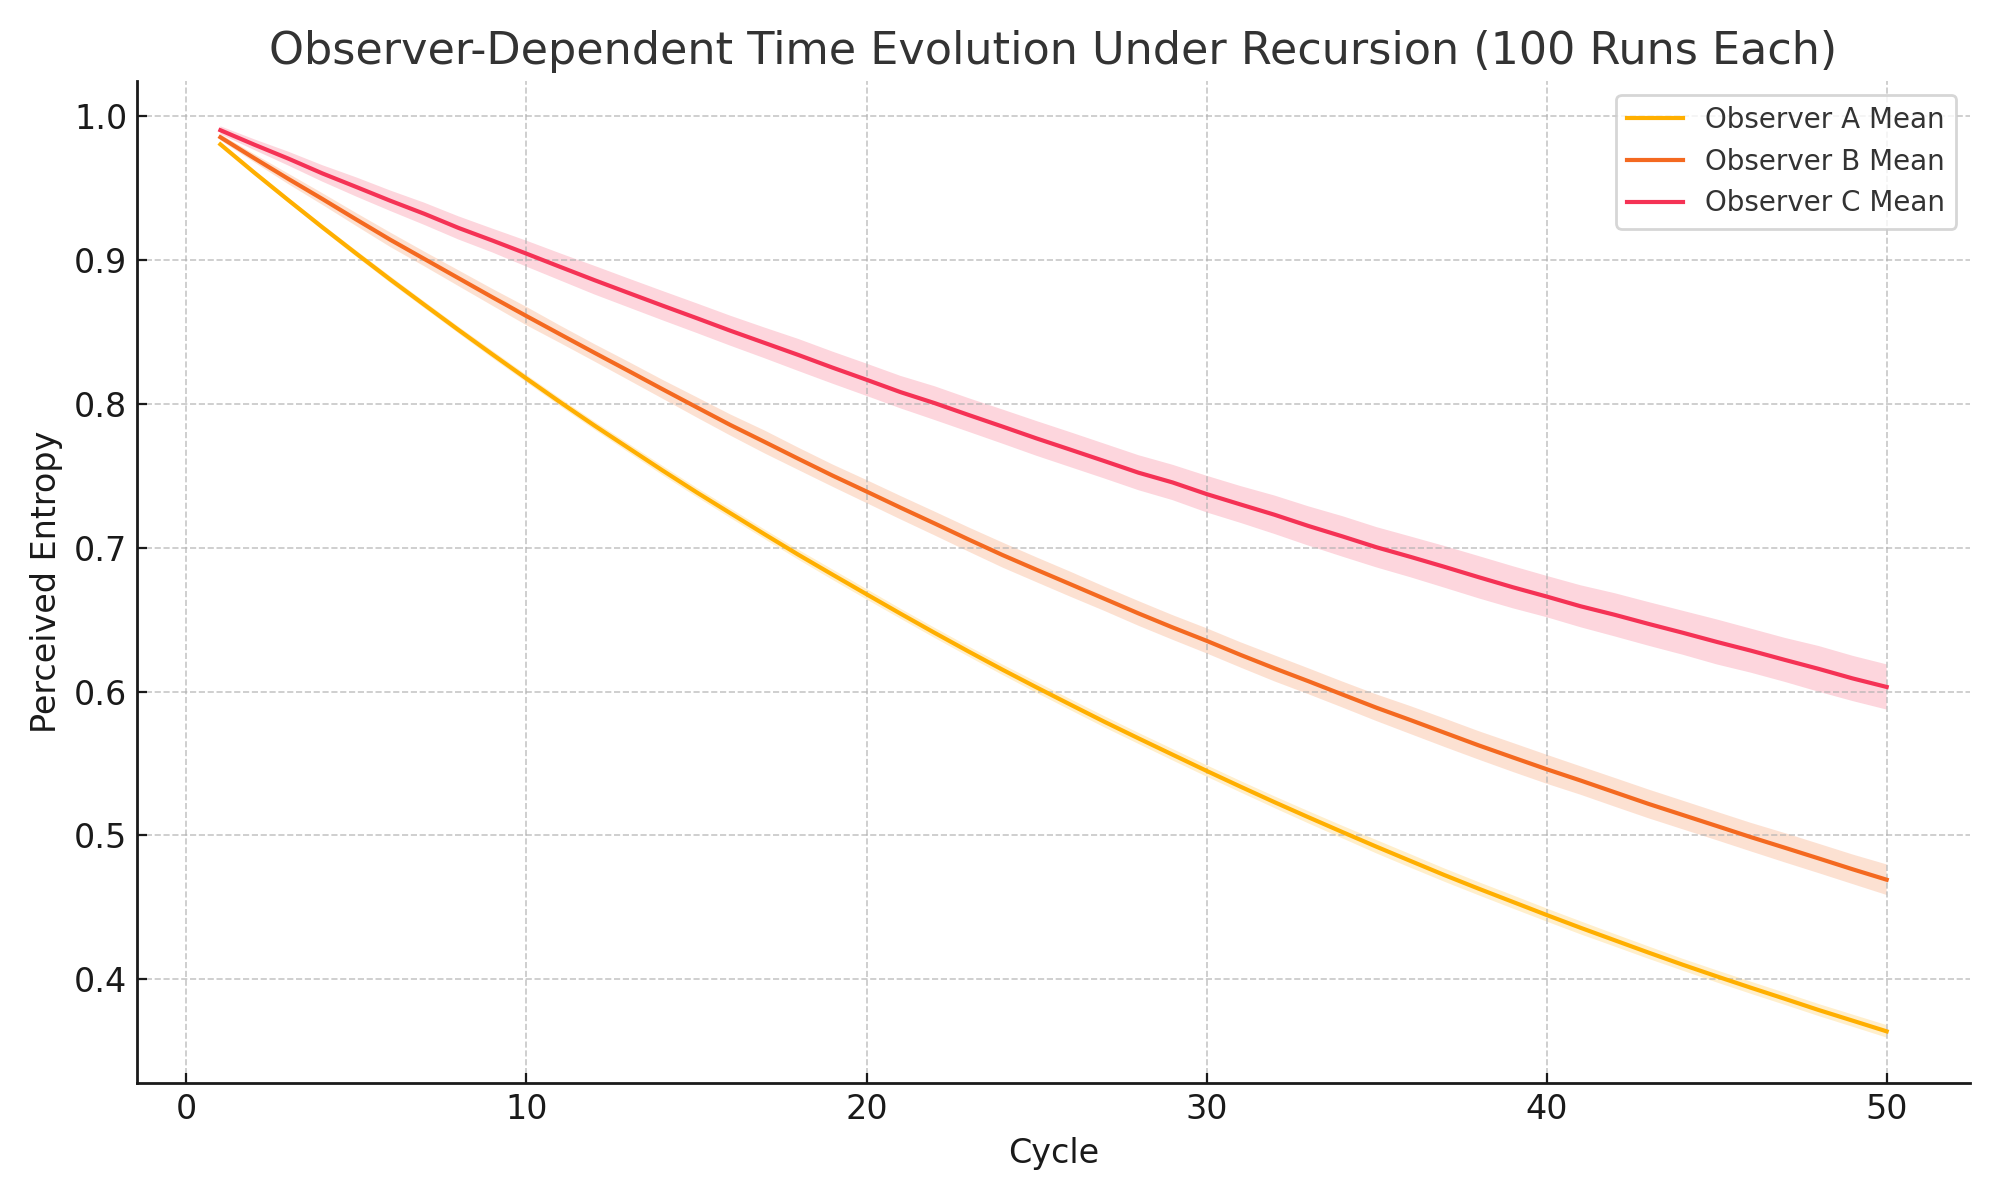 Observer-Dependent Time Evolution Under Recursion (100 Runs Each)
Observer A Mean
Observer B Mean
Observer C Mean
Perceived Entropy
1.0
0.9
0.8
0.7
0.6
0.5
0.4
0 10 20 30 40 50
Cycle